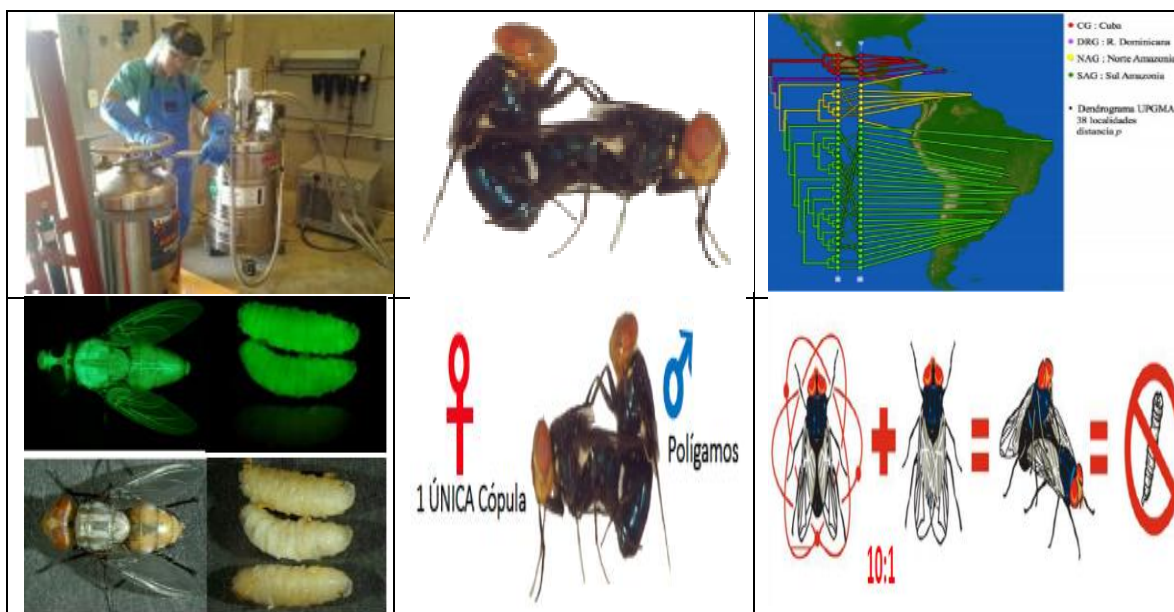 CG : Cuba
DRG : R. Dominicana
NAG : Norte Amazonia
SAG : Sul Amazonia
Dendrograma UPGMA
38 localidades
distancia p
1 ÚNICA Cópula
Polígamos
10:1